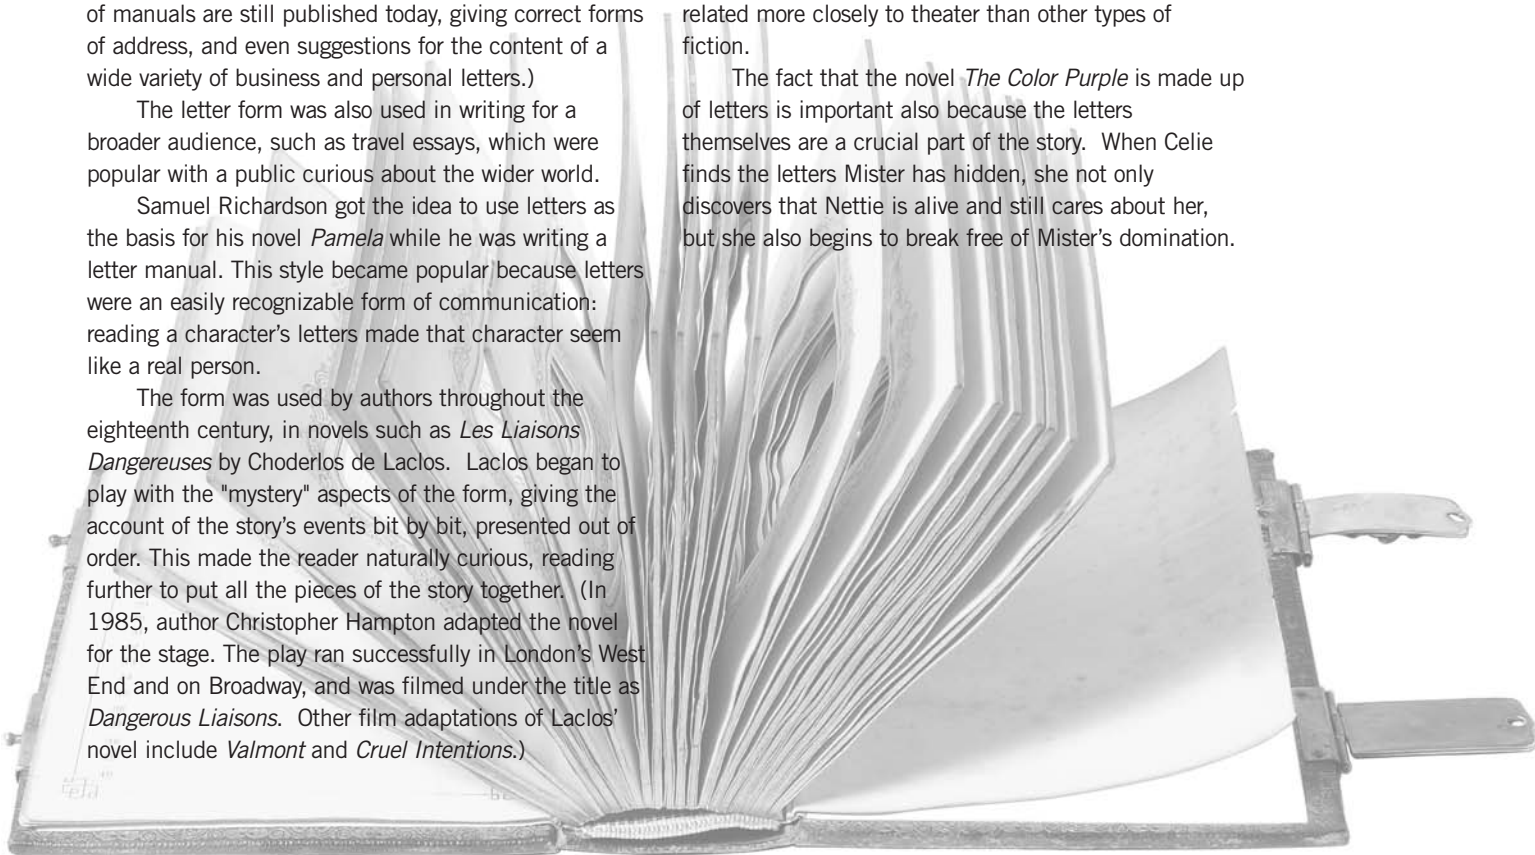 of manuals are still published today, giving correct forms
of address, and even suggestions for the content of a
wide variety of business and personal letters.)
The letter form was also used in writing for a
broader audience, such as travel essays, which were
popular with a public curious about the wider world.
Samuel Richardson got the idea to use letters as
the basis for his novel Pamela while he was writing a
letter manual. This style became popular because letters
were an easily recognizable form of communication:
reading a character's letters made that character seem
like a real person.
The form was used by authors throughout the
eighteenth century, in novels such as Les Liaisons
Dangereuses by Choderlos de Laclos.  Laclos began to
play with the "mystery" aspects of the form, giving the
account of the story's events bit by bit, presented out of
order. This made the reader naturally curious, reading
further to put all the pieces of the story together.  (In
1985, author Christopher Hampton adapted the novel
for the stage. The play ran successfully in London's West
End and on Broadway, and was filmed under the title as
Dangerous Liaisons.  Other film adaptations of Laclos'
novel include Valmont and Cruel Intentions.)
related more closely to theater than other types of
fiction.
The fact that the novel The Color Purple is made up
of letters is important also because the letters
themselves are a crucial part of the story.  When Celie
finds the letters Mister has hidden, she not only
discovers that Nettie is alive and still cares about her,
but she also begins to break free of Mister's domination.